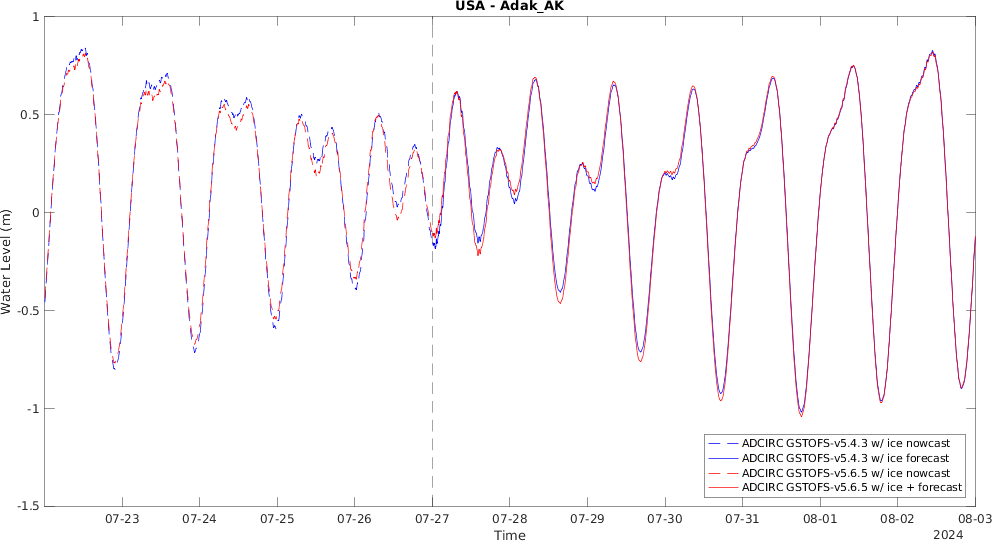 USA - Adak_AK
1
0.5
0
-0.5
-1
-1.5
Water Level (m)
ADCIRC GSTOFS-v5.4.3 w/ ice nowcast
ADCIRC GSTOFS-v5.4.3 w/ ice forecast
ADCIRC GSTOFS-v5.6.5 w/ ice nowcast
ADCIRC GSTOFS-v5.6.5 w/ ice + forecast
07-23 07-24 07-25 07-26 07-27 07-28 07-29 07-30 07-31 08-01 08-02 08-03
Time
2024